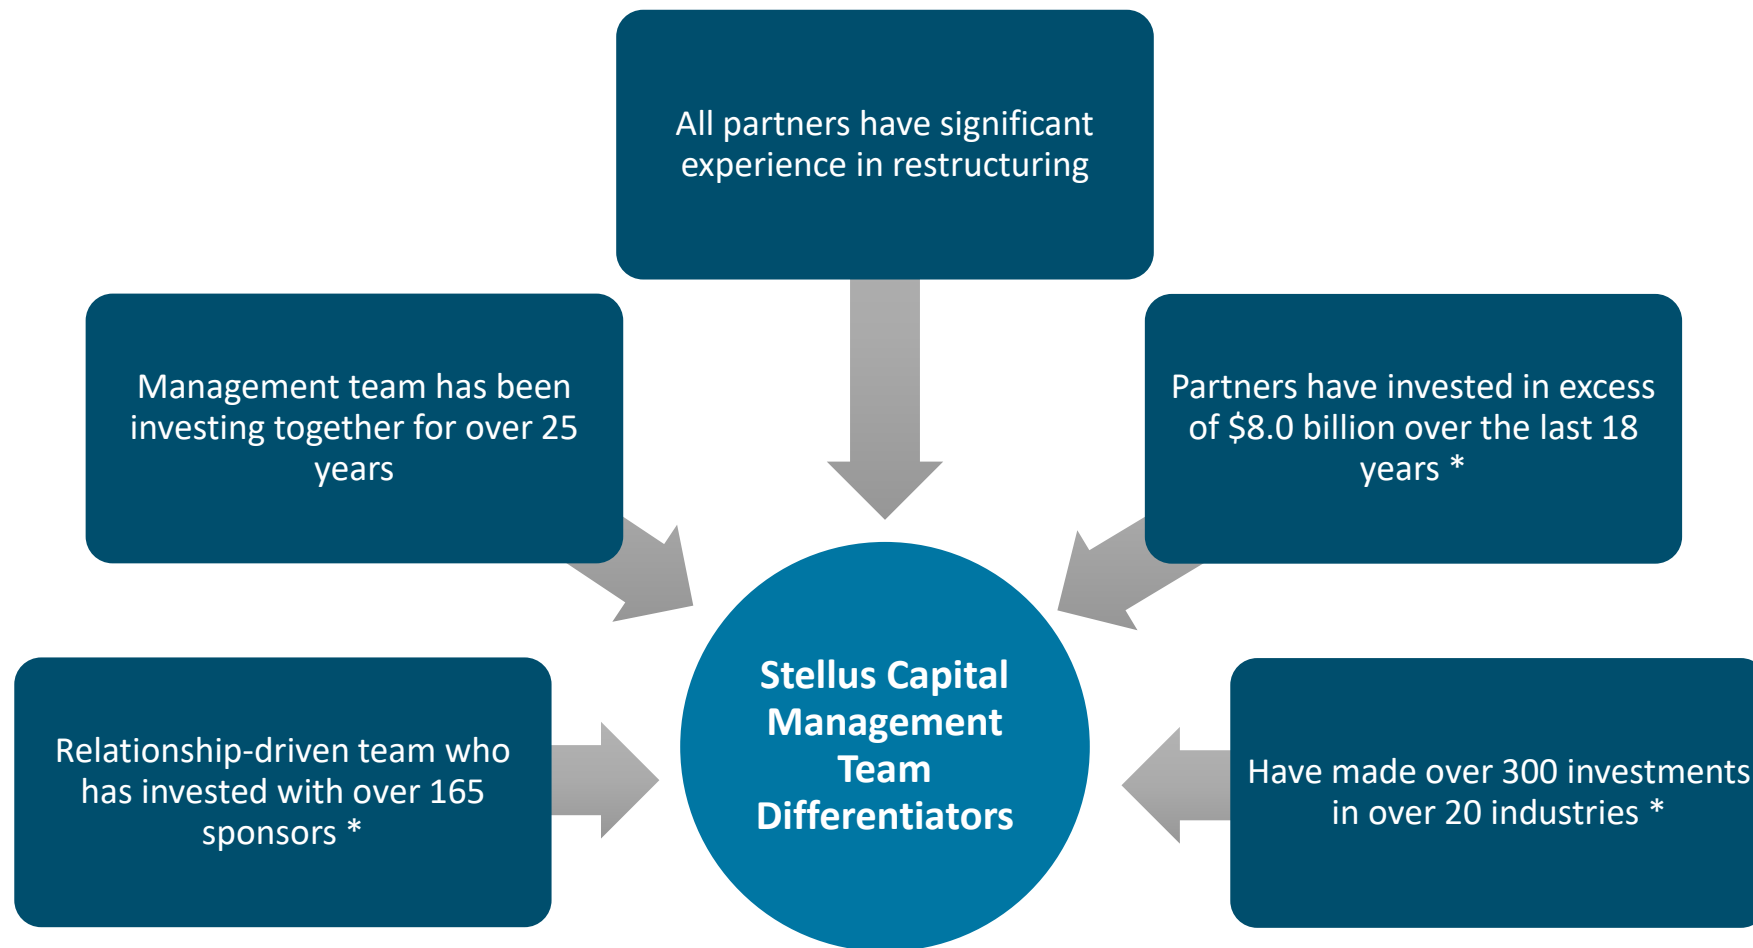 All partners have significant
experience in restructuring
Management team has been
investing together for over 25
years
Partners have invested in excess
of $8.0 billion over the last 18
years *
Relationship-driven team who
has invested with over 165
sponsors *
Stellus Capital
Management
Team
Differentiators
Have made over 300 investments
in over 20 industries *